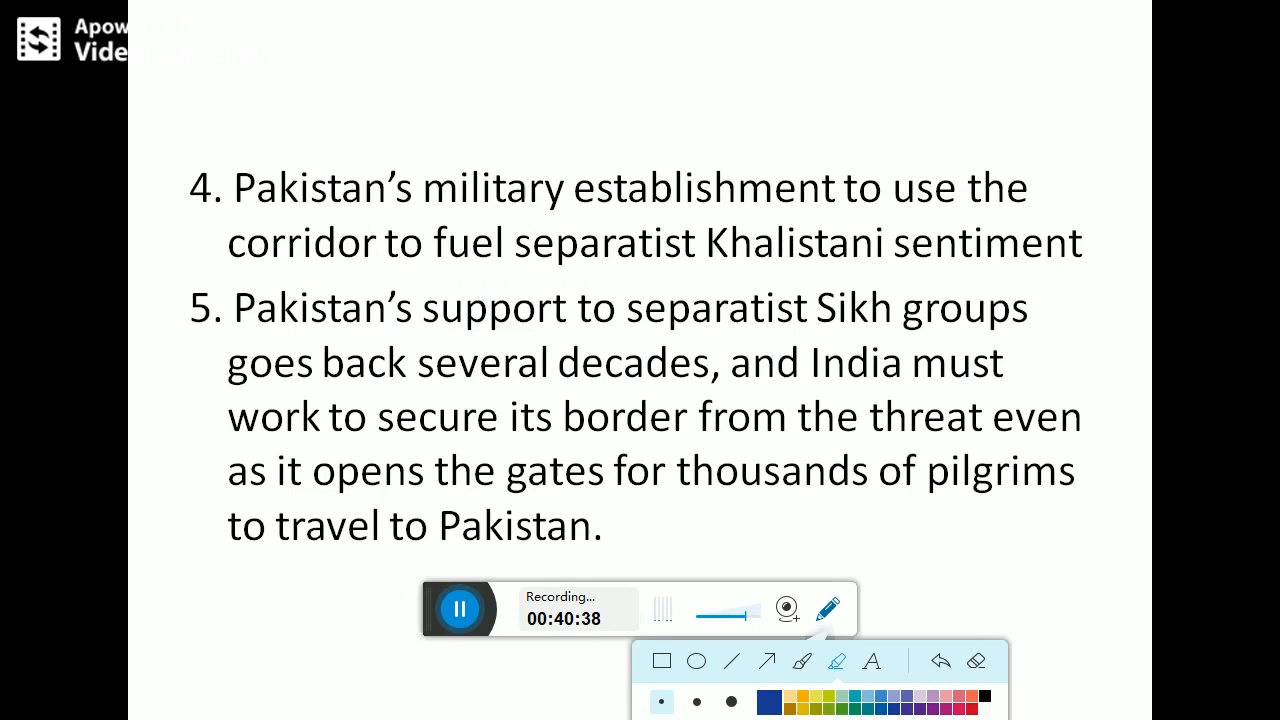 Apow
Vide
4. Pakistan’s military establishment to use the
corridor to fuel separatist Khalistani sentiment
5. Pakistan’s support to separatist Sikh groups
goes back several decades, and India must
work to secure its border from the threat even
as it opens the gates for thousands of pilgrims
to travel to Pakistan.
Recording...
00:40:38
A